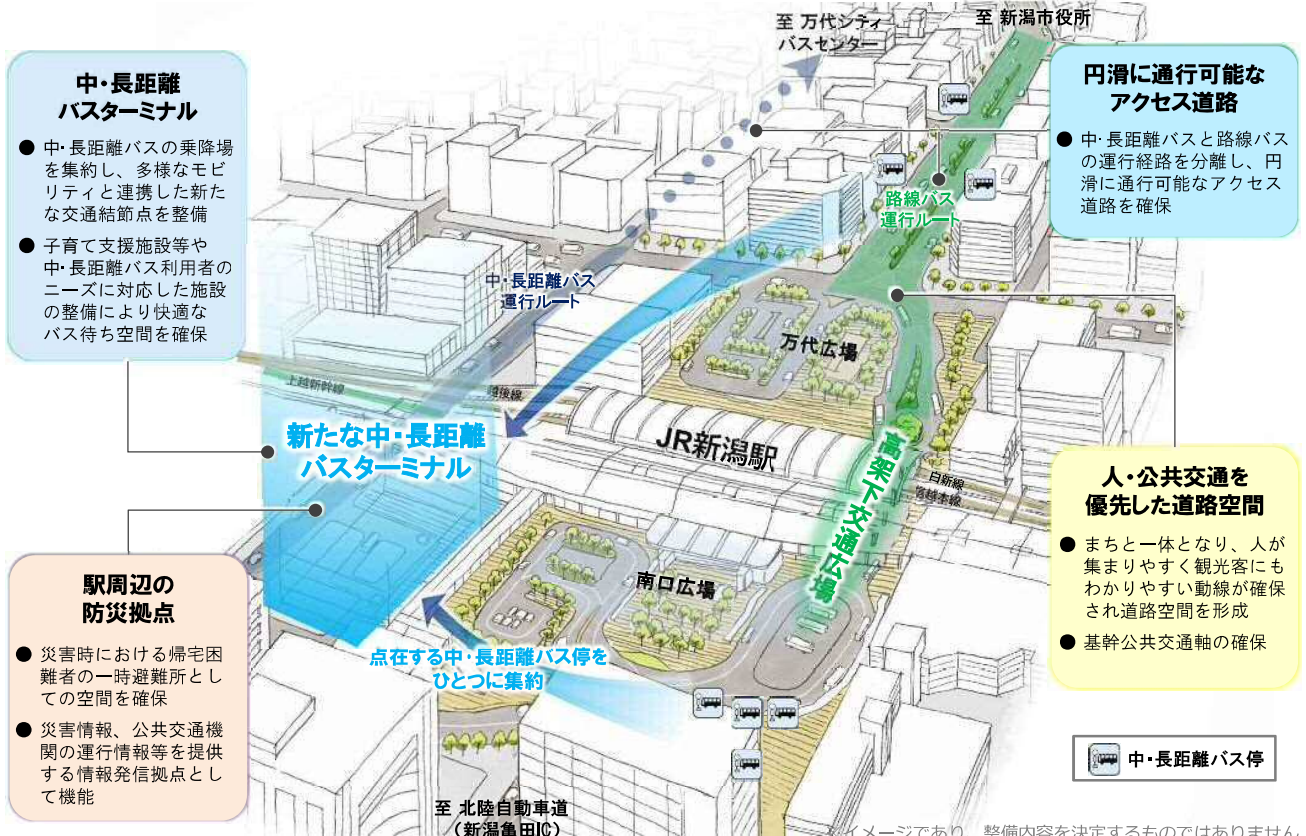 至 万代シティ
バスセンター
至 新潟市役所
中・長距離
バスターミナル
● 中・長距離バスの乗降場
を集約し、多様なモビ
リティと連携した新た
な交通結節点を整備
● 子育て支援施設等や
中・長距離バス利用者の
ニーズに対応した施設
の整備により快適な
バス待ち空間を確保
円滑に通行可能な
アクセス道路
● 中・長距離バスと路線バス
の運行経路を分離し、円
滑に通行可能なアクセス
道路を確保
路線バス
運行ルート
中・長距離バス
運行ルート
万代広場
上越新幹線
越後線
新たな中・長距離
バスターミナル
JR新潟駅
高架下交通広場
白新線
信越本線
人・公共交通を
優先した道路空間
● まちと一体となり、人が
集まりやすく観光客にも
わかりやすい動線が確保
され道路空間を形成
● 基幹公共交通軸の確保
駅周辺の
防災拠点
● 災害時における帰宅困
難者の一時避難所とし
ての空間を確保
● 災害情報、公共交通機
関の運行情報等を提供
する情報発信拠点とし
て機能
南口広場
点在する中・長距離バス停を
ひとつに集約
中・長距離バス停
至 北陸自動車道
（新潟亀田IC）
※イメージであり、整備内容を決定するものではありません